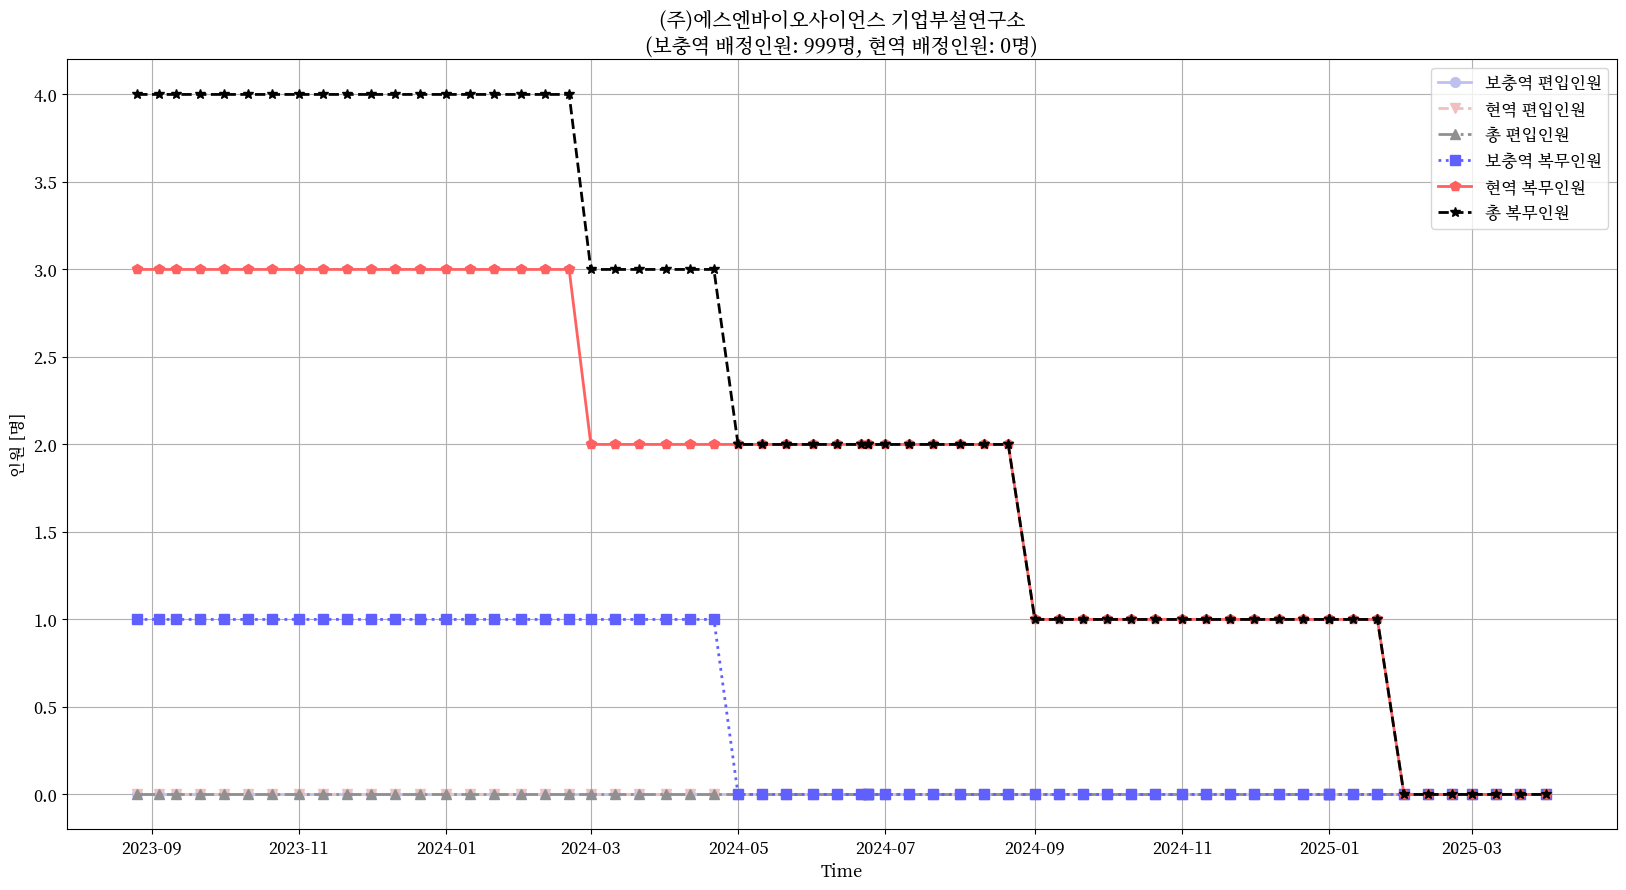 (주)에스엔바이오사이언스 기업부설연구소
(보충역 배정인원: 999명, 현역 배정인원: 0명)
보충역 편입인원
현역 편입인원
총 편입인원
보충역 복무인원
현역 복무인원
총 복무인원
인원 [명]
4.0
3.5
3.0
2.5
2.0
1.5
1.0
0.5
0.0
2023-09 2023-11 2024-01 2024-03 2024-05 2024-07 2024-09 2024-11 2025-01 2025-03
Time